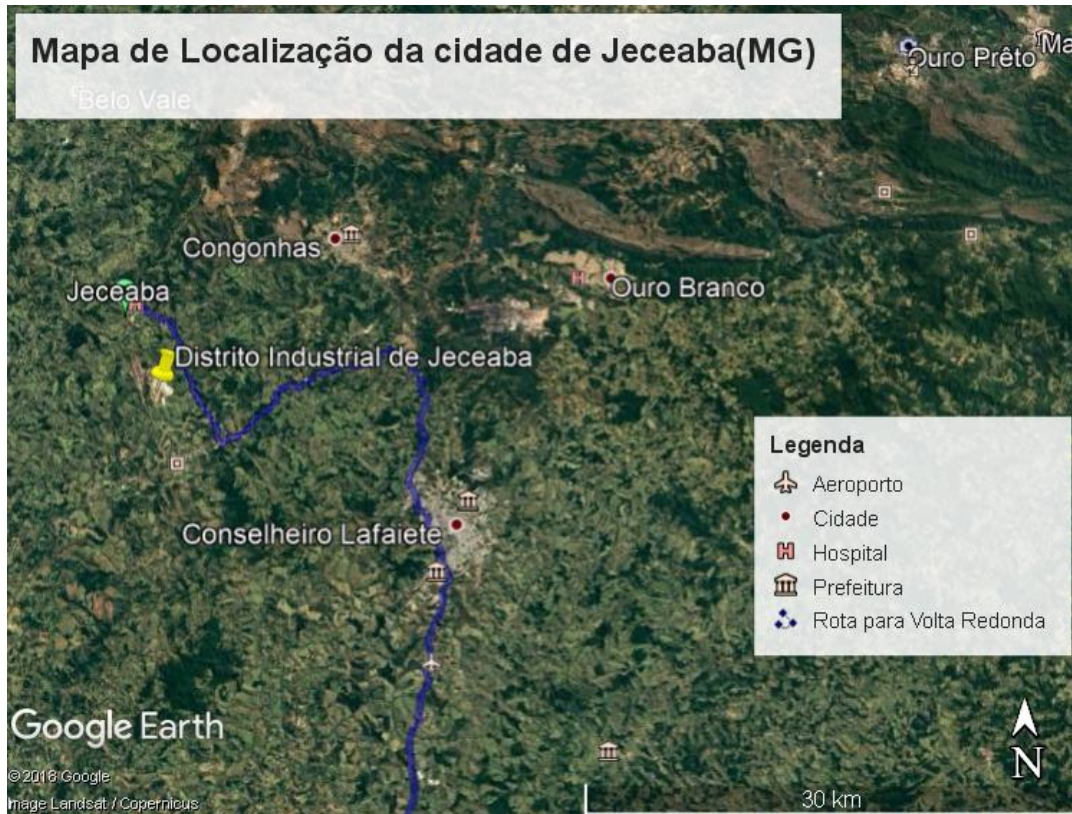 Mapa de Localização da cidade de Jeceaba(MG)
Belo Vale
Ouro Prêto
Ma
Congonhas
Jeceaba
Ouro Branco
Distrito Industrial de Jeceaba
Conselheiro Lafaiete
Legenda
Aeroporto
Cidade
Hospital
Prefeitura
Rota para Volta Redonda
Google Earth
© 2018 Google
Image Landsat / Copernicus
N
30 km
H
H
H